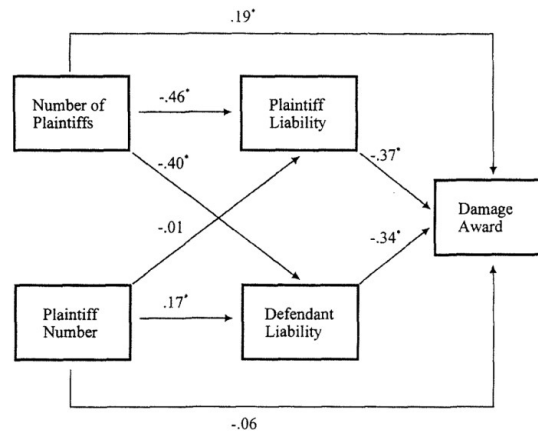 .19*
Number of
Plaintiffs
-.46*
Plaintiff
Liability
-.40*
-.37*
Damage
Award
-.01
-.34*
Plaintiff
Number
.17*
Defendant
Liability
-.06